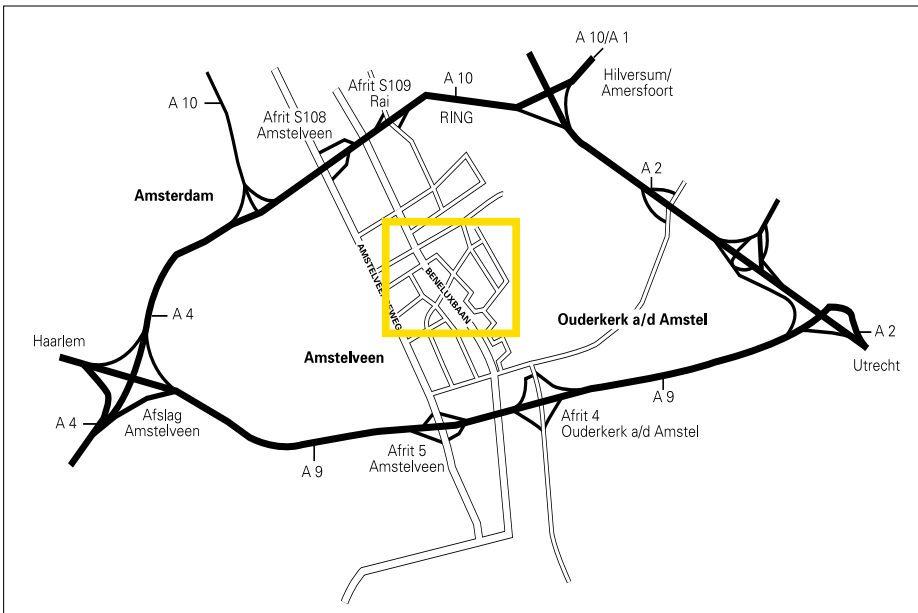 A 10/A 1
Hilversum/
Amersfoort
A 10
RING
Afrit S109
Rai
Afrit S108
Amstelveen
A 10
Amsterdam
A 2
AMSTELVEENSEWEG
BENELUXBAAN
A 4
Haarlem
Amstelveen
Ouderkerk a/d Amstel
A 2
Utrecht
A 9
A 4
Afslag
Amstelveen
Afrit 4
Ouderkerk a/d Amstel
Afrit 5
Amstelveen
A 9